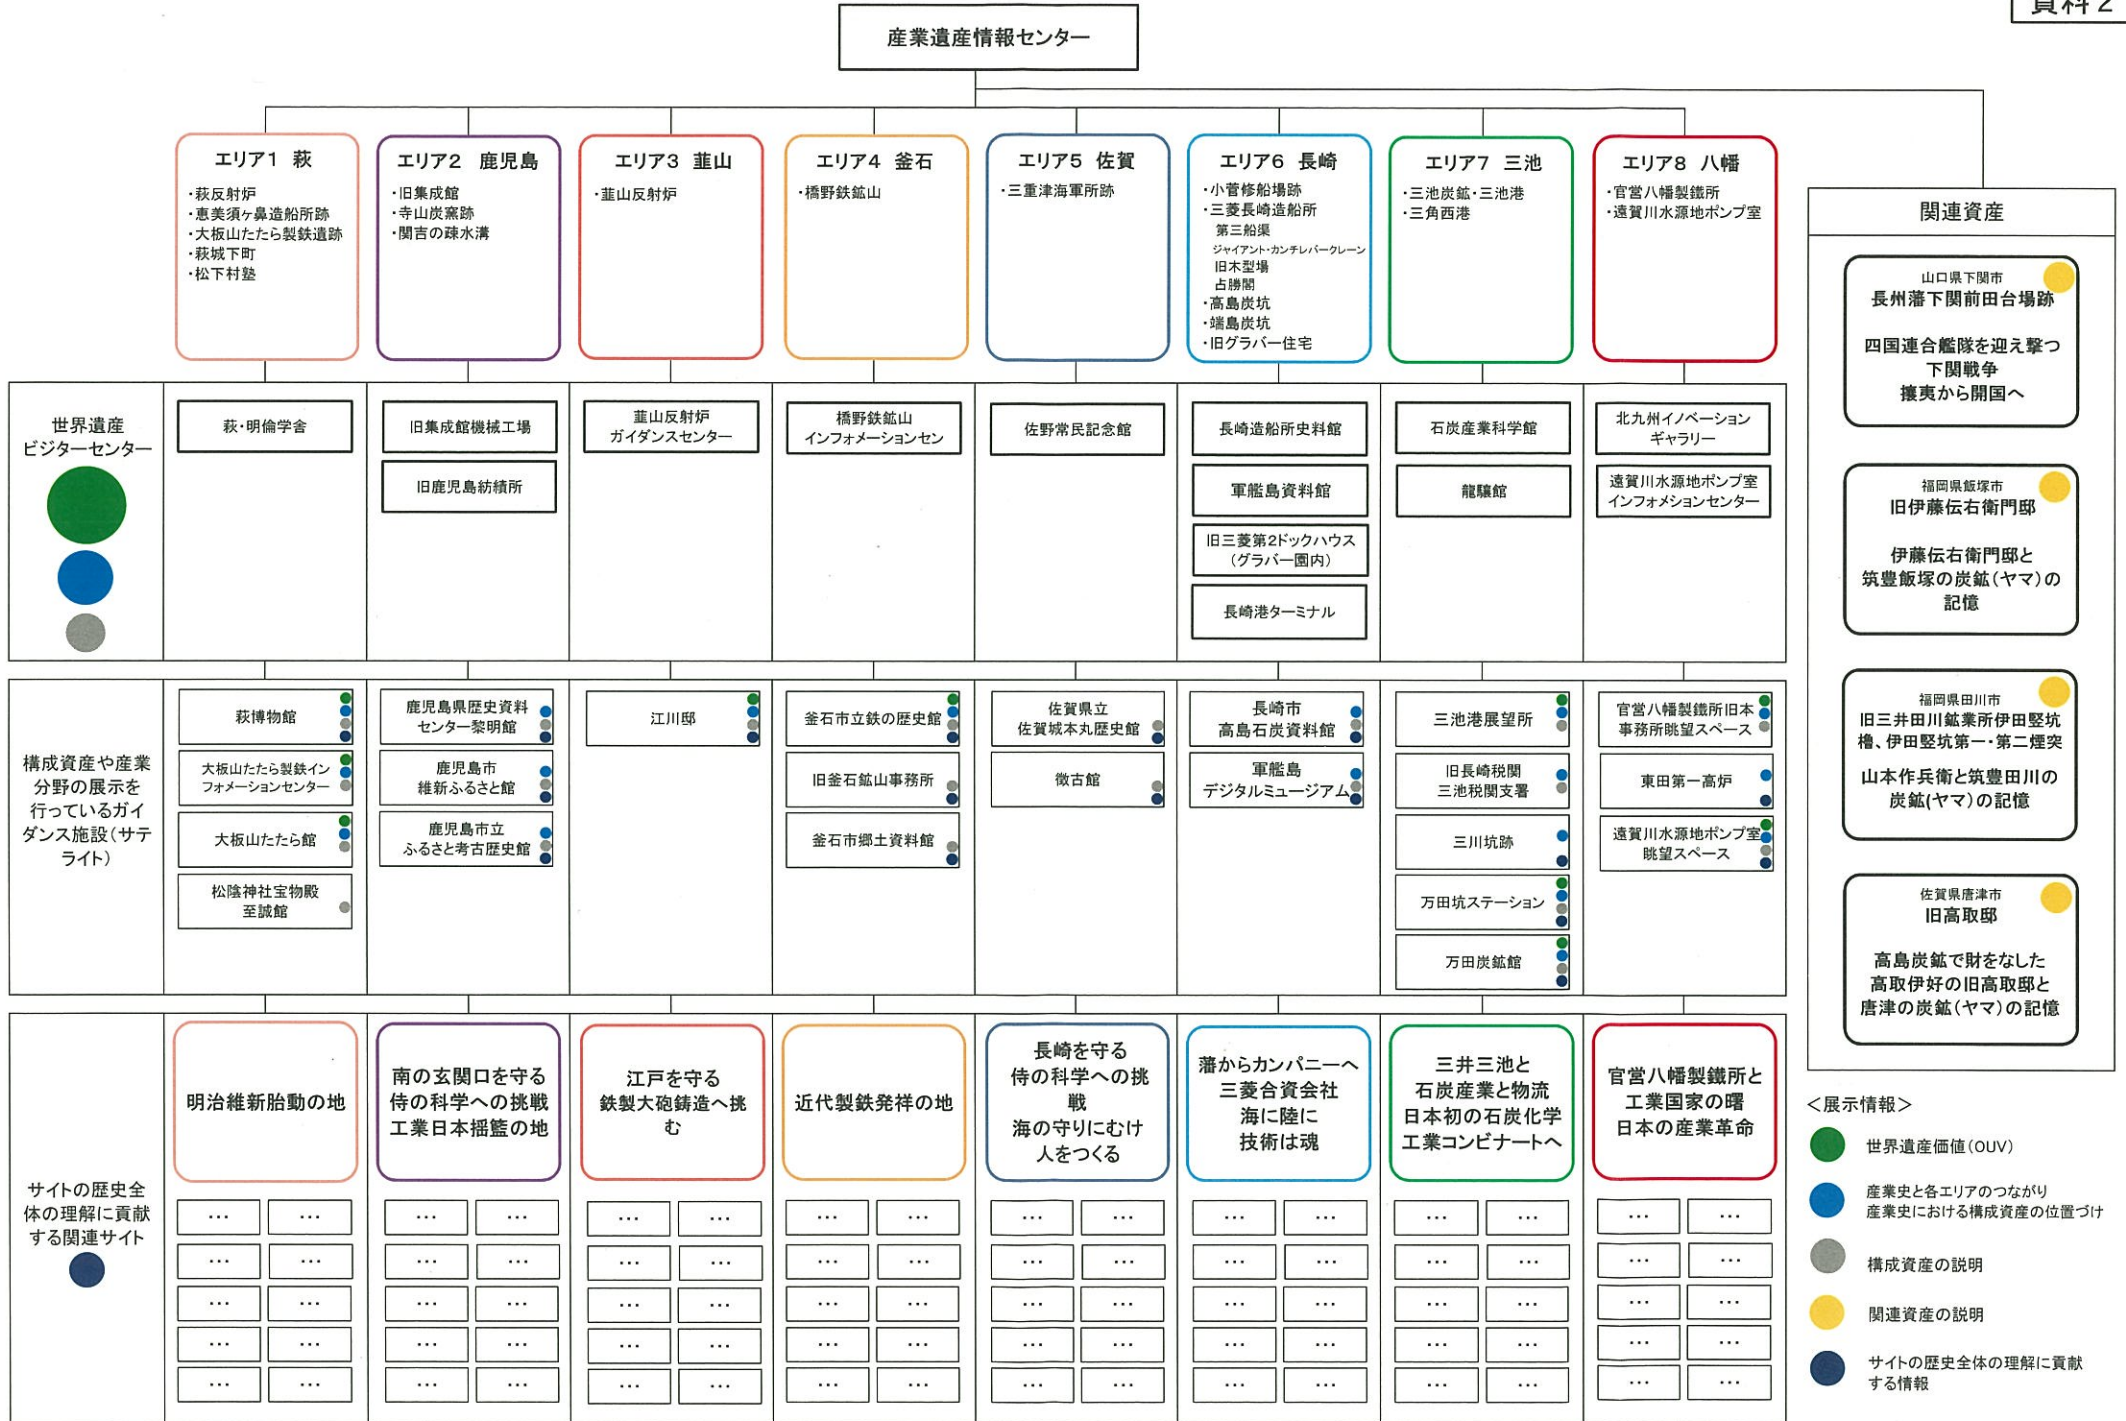 資料２
産業遺産情報センター
エリア1 萩
・萩反射炉
・恵美須ヶ鼻造船所跡
・大板山たたら製鉄遺跡
・萩城下町
・松下村塾
エリア2 鹿児島
・旧集成館
・寺山炭窯跡
・関吉の疎水溝
エリア3 韮山
・韮山反射炉
エリア4 釜石
・橋野鉄鉱山
エリア5 佐賀
・三重津海軍所跡
エリア6 長崎
・小菅修船場跡
・三菱長崎造船所
第三船渠
ジャイアント・カンチレバークレーン
旧木型場
占勝閣
・高島炭坑
・端島炭坑
・旧グラバー住宅
エリア7 三池
・三池炭鉱・三池港
・三角西港
エリア8 八幡
・官営八幡製鐵所
・遠賀川水源地ポンプ室
世界遺産
ビジターセンター
萩・明倫学舎
旧集成館機械工場
旧鹿児島紡績所
韮山反射炉
ガイダンスセンター
橋野鉄鉱山
インフォメーションセン
佐野常民記念館
長崎造船所史料館
軍艦島資料館
旧三菱第2ドックハウス
(グラバー園内)
長崎港ターミナル
石炭産業科学館
龍驤館
北九州イノベーション
ギャラリー
遠賀川水源地ポンプ室
インフォメションセンター
構成資産や産業
分野の展示を
行っているガイ
ダンス施設(サテ
ライト)
萩博物館
大板山たたら製鉄イン
フォメーションセンター
大板山たたら館
松陰神社宝物殿
至誠館
鹿児島県歴史資料
センター黎明館
鹿児島市
維新ふるさと館
鹿児島市立
ふるさと考古歴史館
江川邸
釜石市立鉄の歴史館
旧釜石鉱山事務所
釜石市郷土資料館
佐賀県立
佐賀城本丸歴史館
徴古館
長崎市
高島石炭資料館
軍艦島
デジタルミュージアム
三池港展望所
旧長崎税関
三池税関支署
三川坑跡
万田坑ステーション
万田炭鉱館
官営八幡製鐵所旧本
事務所眺望スペース
東田第一高炉
遠賀川水源地ポンプ室
眺望スペース
サイトの歴史全
体の理解に貢献
する関連サイト
明治維新胎動の地
… …
… …
… …
… …
… …
南の玄関口を守る
侍の科学への挑戦
工業日本揺籃の地
… …
… …
… …
… …
… …
江戸を守る
鉄製大砲鋳造へ挑
む
… …
… …
… …
… …
… …
近代製鉄発祥の地
… …
… …
… …
… …
… …
長崎を守る
侍の科学への挑
戦
海の守りにむけ
人をつくる
… …
… …
… …
… …
… …
藩からカンパニーへ
三菱合資会社
海に陸に
技術は魂
… …
… …
… …
… …
… …
三井三池と
石炭産業と物流
日本初の石炭化学
工業コンビナートへ
… …
… …
… …
… …
… …
官営八幡製鐵所と
工業国家の曙
日本の産業革命
… …
… …
… …
… …
… …
関連資産
山口県下関市
長州藩下関前田台場跡
四国連合艦隊を迎え撃つ
下関戦争
攘夷から開国へ
福岡県飯塚市
旧伊藤伝右衛門邸
伊藤伝右衛門邸と
筑豊飯塚の炭鉱(ヤマ)の
記憶
福岡県田川市
旧三井田川鉱業所伊田竪坑
櫓、伊田竪坑第一・第二煙突
山本作兵衛と筑豊田川の
炭鉱(ヤマ)の記憶
佐賀県唐津市
旧高取邸
高島炭鉱で財をなした
高取伊好の旧高取邸と
唐津の炭鉱(ヤマ)の記憶
＜展示情報＞
世界遺産価値(OUV)
産業史と各エリアのつながり
産業史における構成資産の位置づけ
構成資産の説明
関連資産の説明
サイトの歴史全体の理解に貢献
する情報